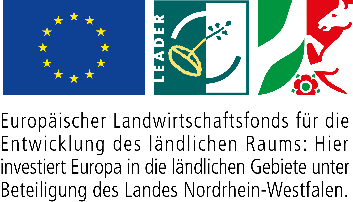 LEADER
Europäischer Landwirtschaftsfonds für die
Entwicklung des ländlichen Raums: Hier
investiert Europa in die ländlichen Gebiete unter
Beteiligung des Landes Nordrhein-Westfalen.